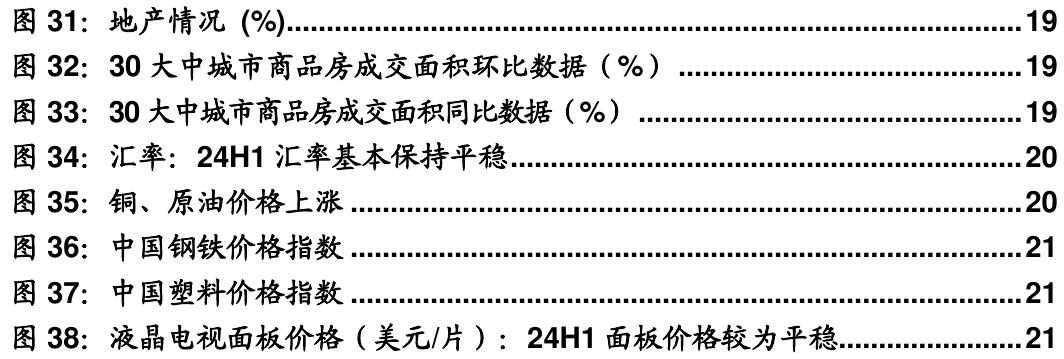 图 31：地产情况 (%)........................................................................................19
图 32：30 大中城市商品房成交面积环比数据（%）..........................................19
图 33：30 大中城市商品房成交面积同比数据（%）..............................................19
图 34：汇率：24H1 汇率基本保持平稳.............................................................20
图 35：铜、原油价格上涨................................................................................20
图 36：中国钢铁价格指数................................................................................21
图 37：中国塑料价格指数................................................................................21
图 38：液晶电视面板价格（美元/片）：24H1 面板价格较为平稳......................21